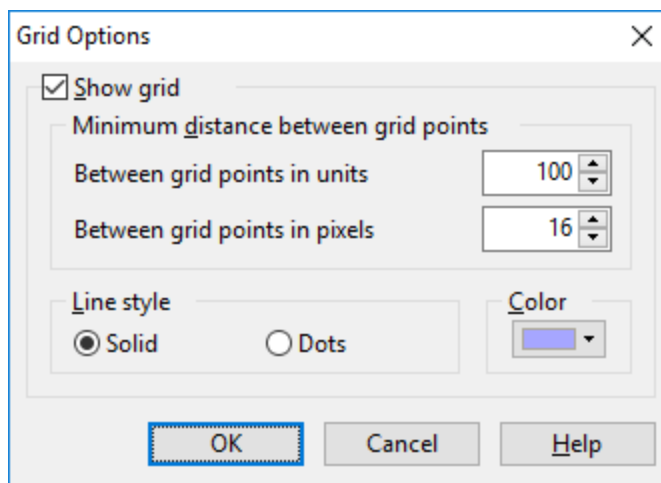 Grid Options
Show grid
Minimum distance between grid points
Between grid points in units 100
Between grid points in pixels 16
Line style Color
Solid Dots
OK Cancel Help